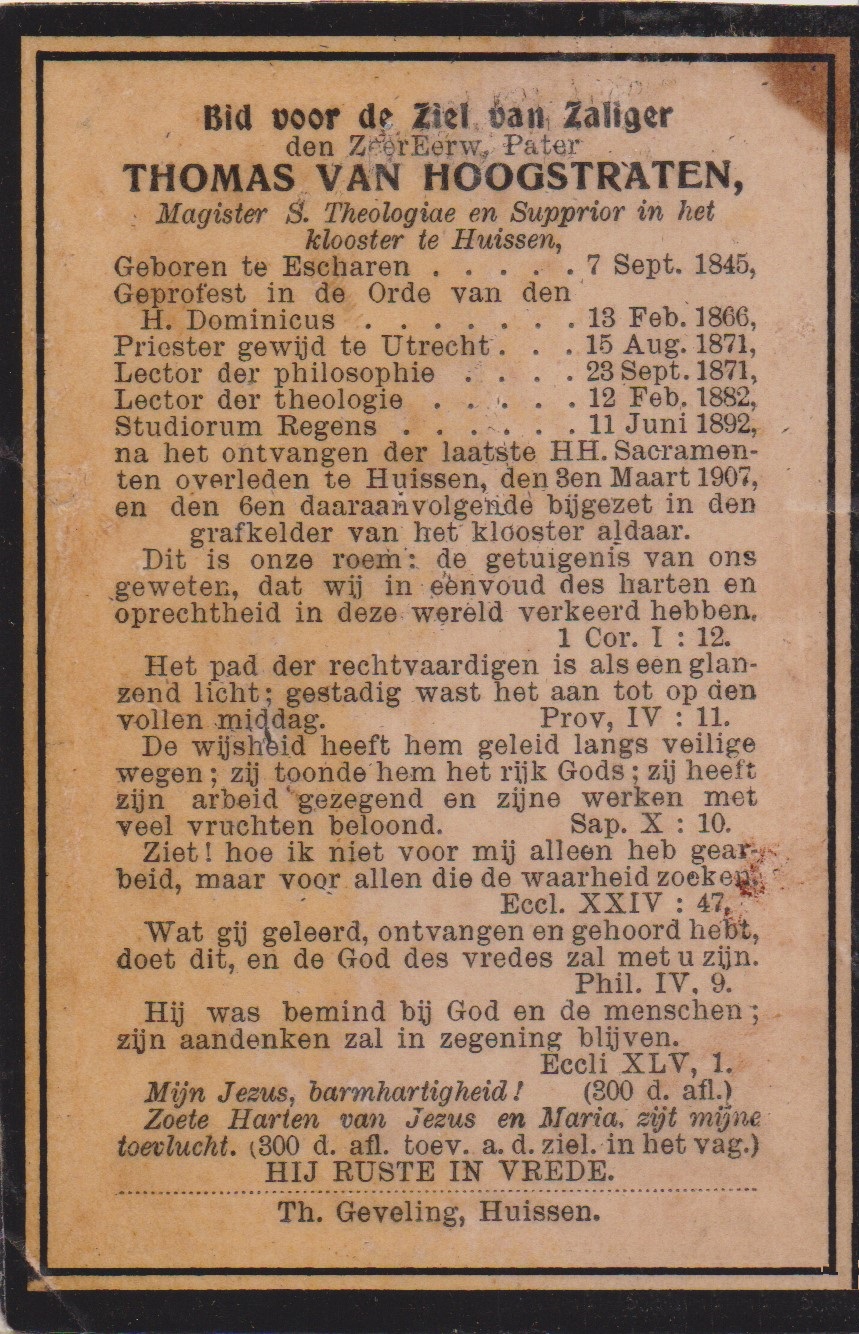 Bid voor de Ziel van Zaliger
den ZeerEerw. Pater
THOMAS VAN HOOGSTRATEN,
Magister S. Theologiae en Supprior in het
klooster te Huissen,
Geboren te Escharen . . . . . 7 Sept. 1845,
Geprofest in de Orde van den
H. Dominicus . . . . . . . 13 Feb. 1866,
Priester gewijd te Utrecht . . . 15 Aug. 1871,
Lector der philosophie . . . . 23 Sept. 1871,
Lector der theologie . . . . . 12 Feb. 1882,
Studiorum Regens . . . . . . 11 Juni 1892,
na het ontvangen der laatste HH. Sacramen-
ten overleden te Huissen, den 3en Maart 1907,
en den 6en daaraanvolgende bijgezet in den
grafkelder van het klooster aldaar.
Dit is onze roem: de getuigenis van ons
geweten, dat wij in eenvoud des harten en
oprechtheid in deze wereld verkeerd hebben.
1 Cor. I : 12.
Het pad der rechtvaardigen is als een glan-
zend licht; gestadig wast het aan tot op den
vollen middag. Prov, IV : 11.
De wijsheid heeft hem geleid langs veilige
wegen; zij toonde hem het rijk Gods; zij heeft
zijn arbeid gezegend en zijne werken met
veel vruchten beloond. Sap. X : 10.
Ziet! hoe ik niet voor mij alleen heb gear-
beid, maar voor allen die de waarheid zoeken.
Eccl. XXIV : 47.
Wat gij geleerd, ontvangen en gehoord hebt,
doet dit, en de God des vredes zal met u zijn.
Phil. IV. 9.
Hij was bemind bij God en de menschen;
zijn aandenken zal in zegening blijven.
Eccli XLV, 1.
Mijn Jezus, barmhartigheid! (300 d. afl.)
Zoete Harten van Jezus en Maria, zijt mijne
toevlucht. (300 d. afl. toev. a. d. ziel. in het vag.)
HIJ RUSTE IN VREDE.
Th. Geveling, Huissen.